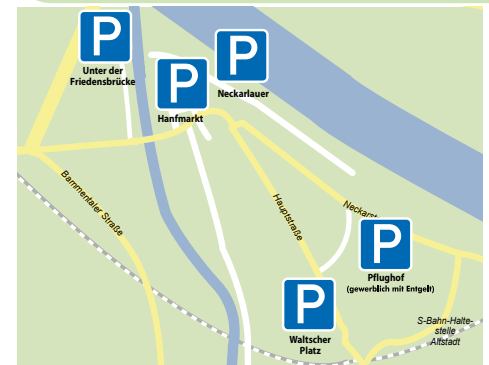 P
Unter der
Friedensbrücke
P
Neckarlauer
P
Hanfmarkt
Bammentaler Straße
Hauptstraße
Neckarst
P
Pflughof
(gewerblich mit Entgelt)
P
Waltscher
Platz
S-Bahn-Halte-
stelle
Altstadt